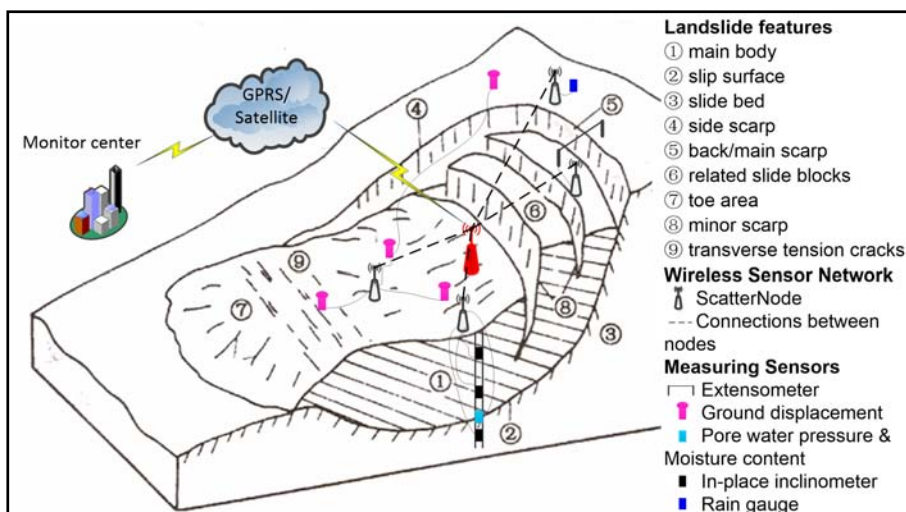 GPRS/
Satellite
Monitor center
④
⑤
⑥
⑨
⑦
⑧
③
①
②
Landslide features
① main body
② slip surface
③ slide bed
④ side scarp
⑤ back/main scarp
⑥ related slide blocks
⑦ toe area
⑧ minor scarp
⑨ transverse tension cracks
Wireless Sensor Network
ScatterNode
Connections between
nodes
Measuring Sensors
Extensometer
Ground displacement
Pore water pressure &
Moisture content
In-place inclinometer
Rain gauge